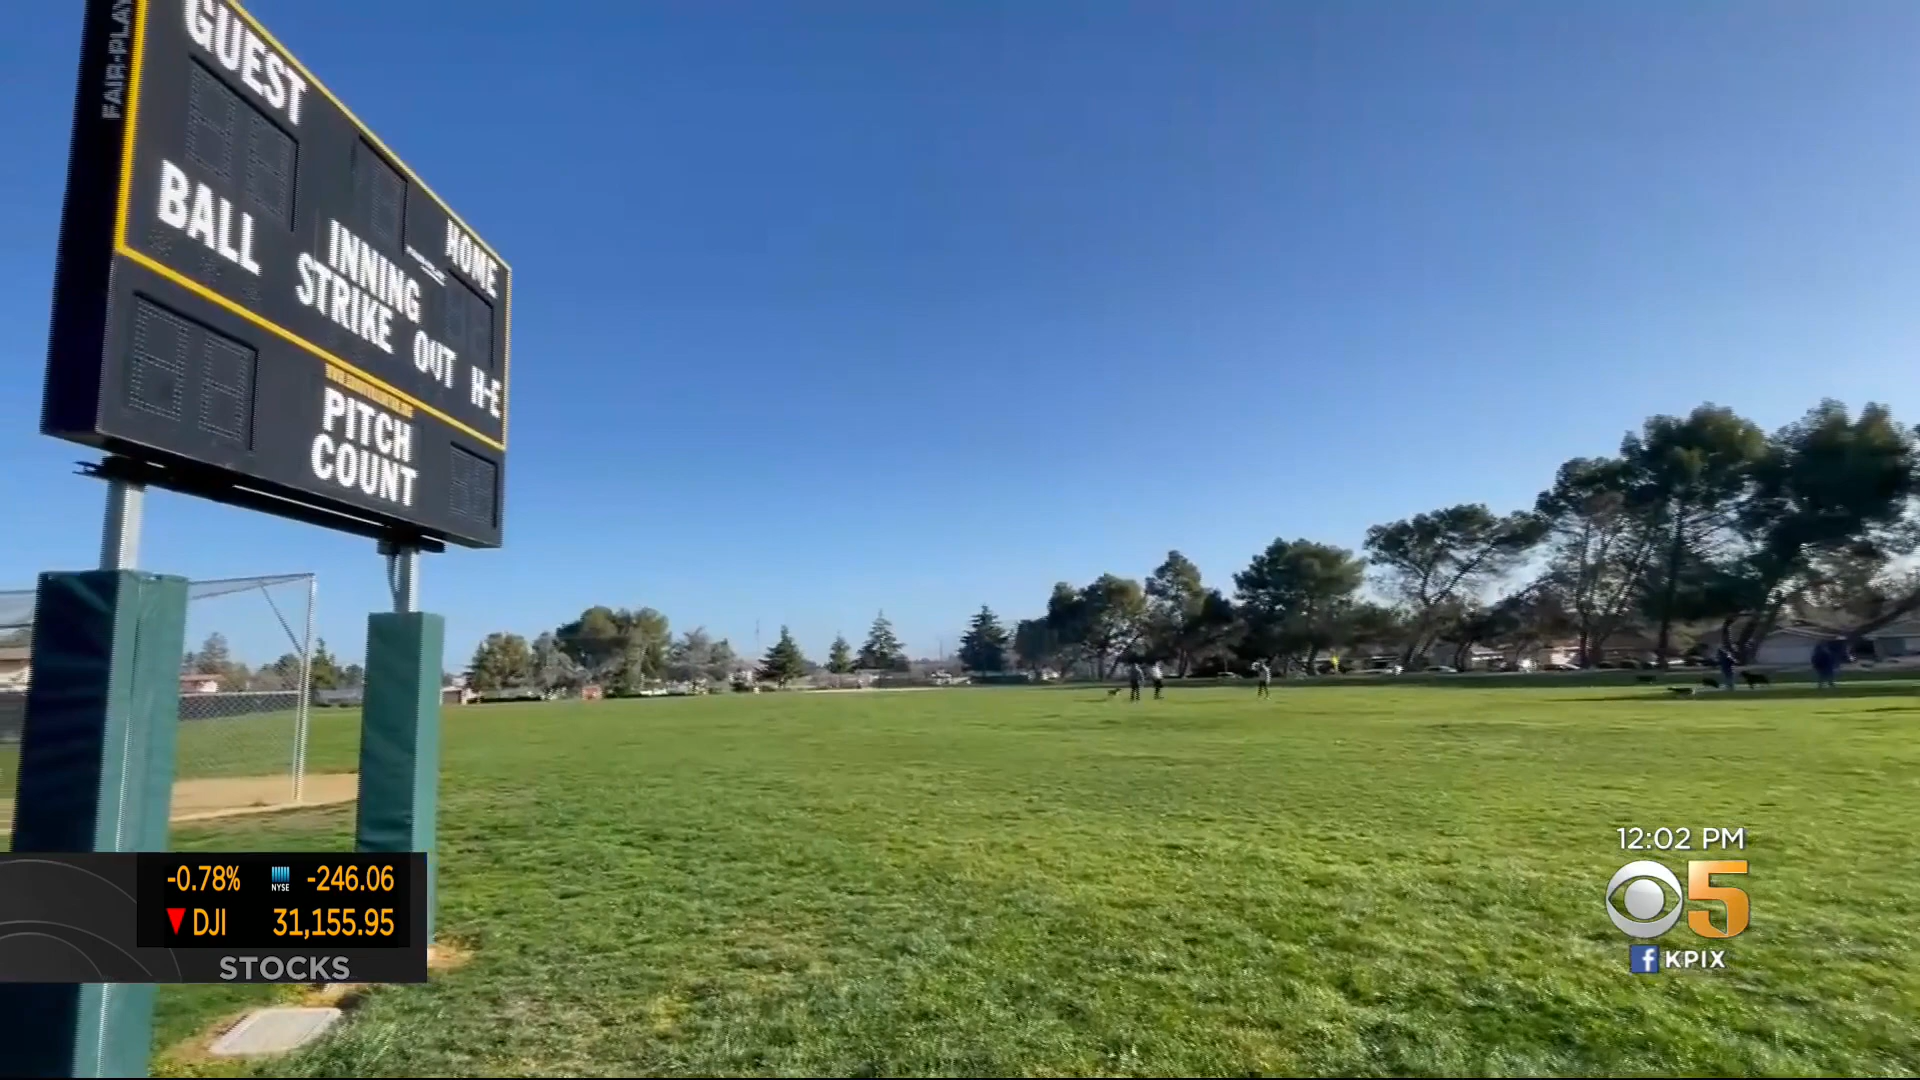 FAIR-PLAY
GUEST
HOME
BALL
INNING
STRIKE
OUT
H-E
PITCH
COUNT
-0.78% NYSE -246.06
DJI 31,155.95
STOCKS
12:02 PM
5
f KPIX